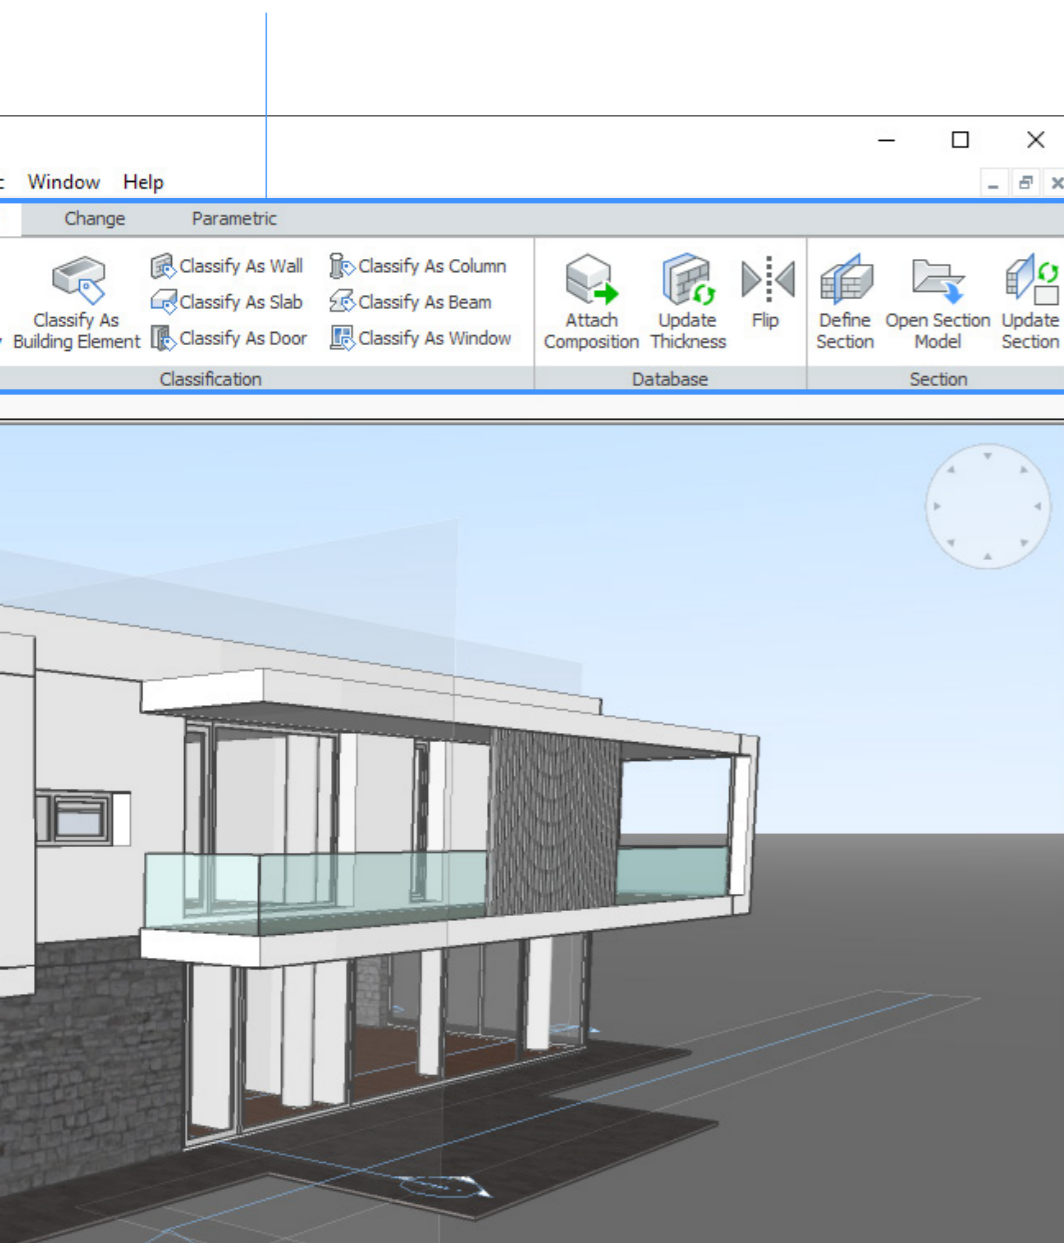 Window Help
Change Parametric
Classify As Building Element
Classify As Wall
Classify As Slab
Classify As Door
Classify As Column
Classify As Beam
Classify As Window
Attach Composition
Update Thickness
Flip
Define Section
Open Section Model
Update Section
Classification Database Section